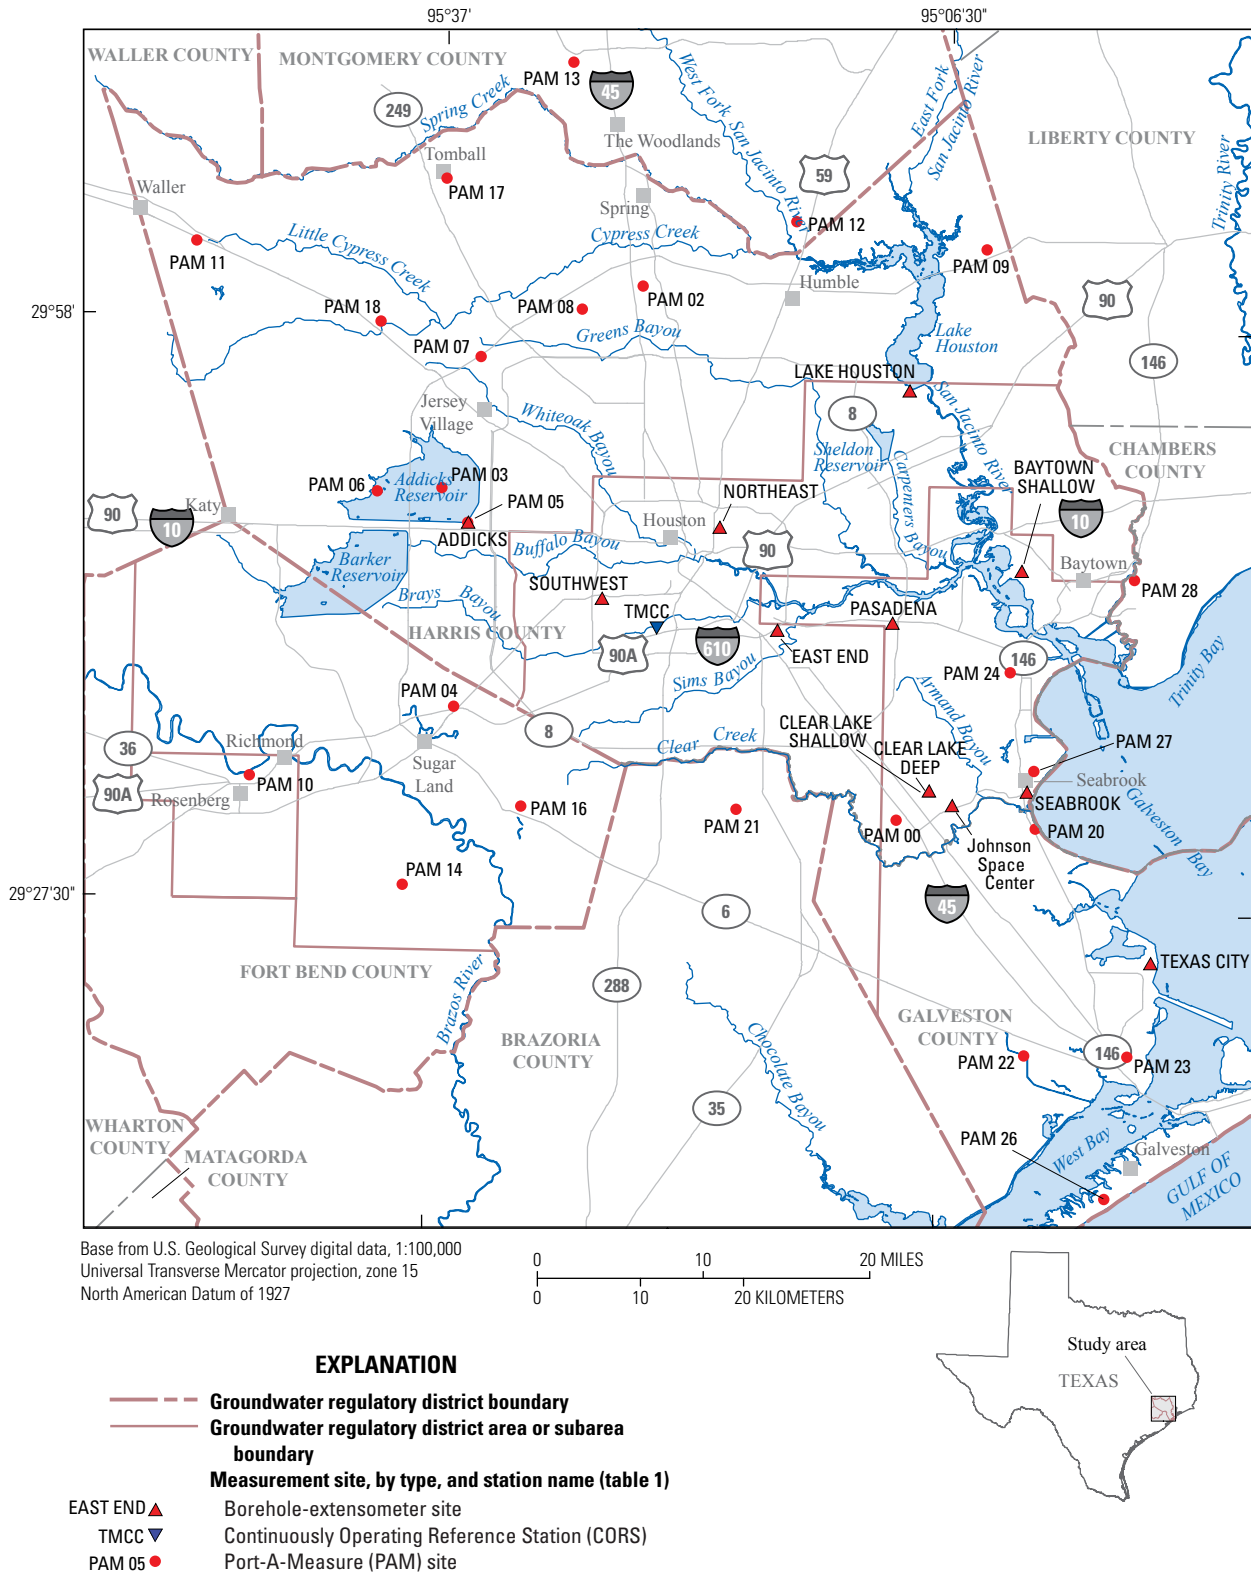 95°37'
95°06'30"
WALLER COUNTY
MONTGOMERY COUNTY
PAM 13
45
249
Spring Creek
West Fork San Jacinto River
East Fork
San Jacinto River
The Woodlands
LIBERTY COUNTY
Trinity River
Tomball
59
Waller
PAM 17
Spring
PAM 12
Little Cypress Creek
Cypress Creek
PAM 11
PAM 09
PAM 18
PAM 08
PAM 02
Humble
90
29°58'
Greens Bayou
Lake
Houston
PAM 07
146
LAKE HOUSTON
San Jacinto River
Jersey
Village
Whiteoak Bayou
8
Sheldon
Reservoir
Carpenters Bayou
CHAMBERS
COUNTY
PAM 06
Addicks
Reservoir
PAM 03
BAYTOWN
SHALLOW
NORTHEAST
Katy
90
10
PAM 05
ADDICKS
Houston
10
Buffalo Bayou
90
Barker
Reservoir
Baytown
PAM 28
Brays Bayou
SOUTHWEST
TMCC
PASADENA
HARRIS COUNTY
90A
610
EAST END
146
PAM 24
Sims Bayou
Armand Bayou
Trinity Bay
PAM 04
CLEAR LAKE
SHALLOW
CLEAR LAKE
DEEP
PAM 27
8
Clear Creek
36
Richmond
Sugar
Land
Seabrook
PAM 10
90A
Rosenberg
SEABROOK
Galveston Bay
PAM 16
PAM 21
PAM 00
PAM 20
Johnson
Space
Center
PAM 14
29°27'30"
45
6
FORT BEND COUNTY
TEXAS CITY
288
Brazos River
BRAZORIA
COUNTY
Chocolate Bayou
GALVESTON
COUNTY
PAM 22
146
PAM 23
35
WHARTON
COUNTY
MATAGORDA
COUNTY
PAM 26
West Bay
Galveston
GULF OF
MEXICO
Base from U.S. Geological Survey digital data, 1:100,000
Universal Transverse Mercator projection, zone 15
North American Datum of 1927
0 10 20 MILES
0 10 20 KILOMETERS
Study area
TEXAS
EXPLANATION
Groundwater regulatory district boundary
Groundwater regulatory district area or subarea
boundary
Measurement site, by type, and station name (table 1)
EAST END Borehole-extensometer site
TMCC Continuously Operating Reference Station (CORS)
PAM 05 Port-A-Measure (PAM) site